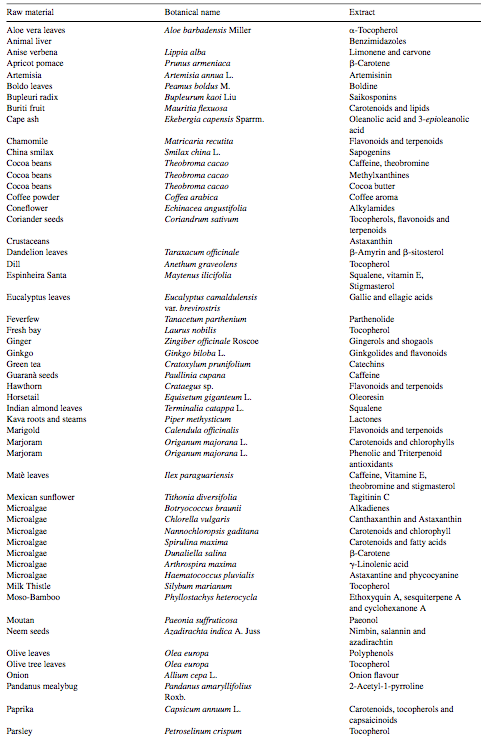 Raw material Botanical name Extract
Aloe vera leaves Aloe barbadensis Miller α-Tocopherol
Animal liver Benzimidazoles
Anise verbena Lippia alba Limonene and carvone
Apricot pomace Prunus armeniaca β-Carotene
Artemisia Artemisia annua L. Artemisinin
Boldo leaves Peamus boldus M. Boldine
Bupleuri radix Bupleurum kaoi Liu Saikosponins
Buriti fruit Mauritia flexuosa Carotenoids and lipids
Cape ash Ekebergia capensis Sparrm. Oleanolic acid and 3-epioleanolic
acid
Chamomile Matricaria recutita Flavonoids and terpenoids
China smilax Smilax china L. Sapogenins
Cocoa beans Theobroma cacao Caffeine, theobromine
Cocoa beans Theobroma cacao Methylxanthines
Cocoa beans Theobroma cacao Cocoa butter
Coffee powder Coffea arabica Coffee aroma
Coneflower Echinacea angustifolia Alkylamides
Coriander seeds Coriandrum sativum Tocopherols, flavonoids and
terpenoids
Crustaceans Astaxanthin
Dandelion leaves Taraxacum officinale β-Amyrin and β-sitosterol
Dill Anethum graveolens Tocopherol
Espinheira Santa Maytenus ilicifolia Squalene, vitamin E,
Stigmasterol
Eucalyptus leaves Eucalyptus camaldulensis Gallic and ellagic acids
var. brevirostris
Feverfew Tanacetum parthenium Parthenolide
Fresh bay Laurus nobilis Tocopherol
Ginger Zingiber officinale Roscoe Gingerols and shogaols
Ginkgo Ginkgo biloba L. Ginkgolides and flavonoids
Green tea Cratoxylum prunifolium Catechins
Guaranà seeds Paullinia cupana Caffeine
Hawthorn Crataegus sp. Flavonoids and terpenoids
Horsetail Equisetum giganteum L. Oleoresin
Indian almond leaves Terminalia catappa L. Squalene
Kava roots and steams Piper methysticum Lactones
Marigold Calendula officinalis Flavonoids and terpenoids
Marjoram Origanum majorana L. Carotenoids and chlorophylls
Marjoram Origanum majorana L. Phenolic and Triterpenoid
antioxidants
Matè leaves Ilex paraguariensis Caffeine, Vitamine E,
theobromine and stigmasterol
Mexican sunflower Tithonia diversifolia Tagitinin C
Microalgae Botryococcus braunii Alkadienes
Microalgae Chlorella vulgaris Canthaxanthin and Astaxanthin
Microalgae Nannochloropsis gaditana Carotenoids and chlorophyll
Microalgae Spirulina maxima Carotenoids and fatty acids
Microalgae Dunaliella salina β-Carotene
Microalgae Arthrospira maxima γ-Linolenic acid
Microalgae Haematococcus pluvialis Astaxantine and phycocyanine
Milk Thistle Silybum marianum Tocopherol
Moso-Bamboo Phyllostachys heterocycla Ethoxyquin A, sesquiterpene A
and cyclohexanone A
Moutan Paeonia suffruticosa Paeonol
Neem seeds Azadirachta indica A. Juss Nimbin, salannin and
azadirachtin
Olive leaves Olea europa Polyphenols
Olive tree leaves Olea europa Tocopherol
Onion Allium cepa L. Onion flavour
Pandanus mealybug Pandanus amaryllifolius 2-Acetyl-1-pyrroline
Roxb.
Paprika Capsicum annuum L. Carotenoids, tocopherols and
capsaicinoids
Parsley Petroselinum crispum Tocopherol